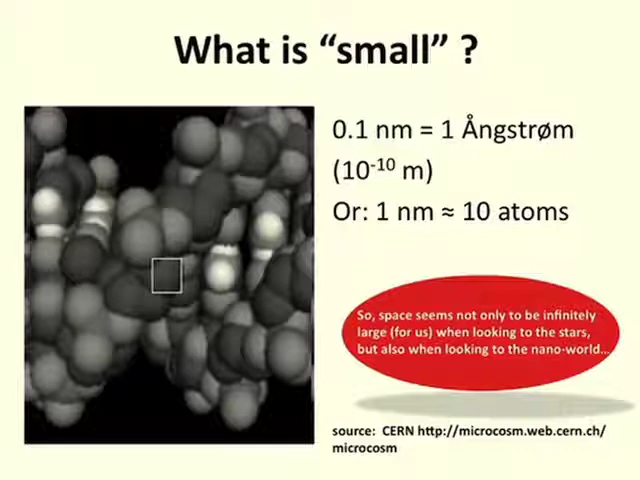 What is “small” ?
0.1 nm = 1 Ångstrøm
(10⁻¹⁰ m)
Or: 1 nm ≈ 10 atoms
So, space seems not only to be infinitely
large (for us) when looking to the stars,
but also when looking to the nano-world...
source:  CERN http://microcosm.web.cern.ch/
microcosm